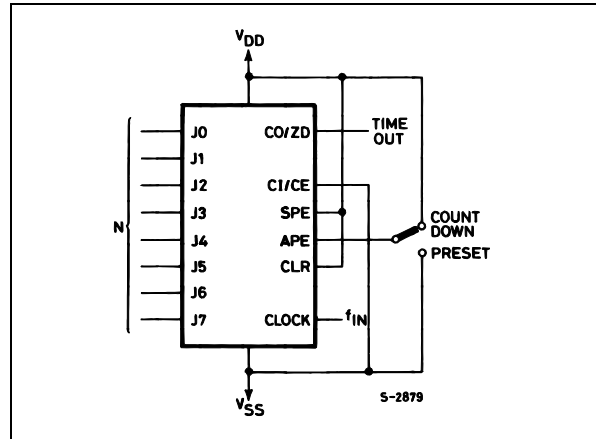 VDD
J0 CO/ZD TIME OUT
J1
J2 CI/CE
J3 SPE COUNT DOWN
N J4 APE
PRESET
J5 CLR
J6
J7 CLOCK fIN
S-2879
VSS